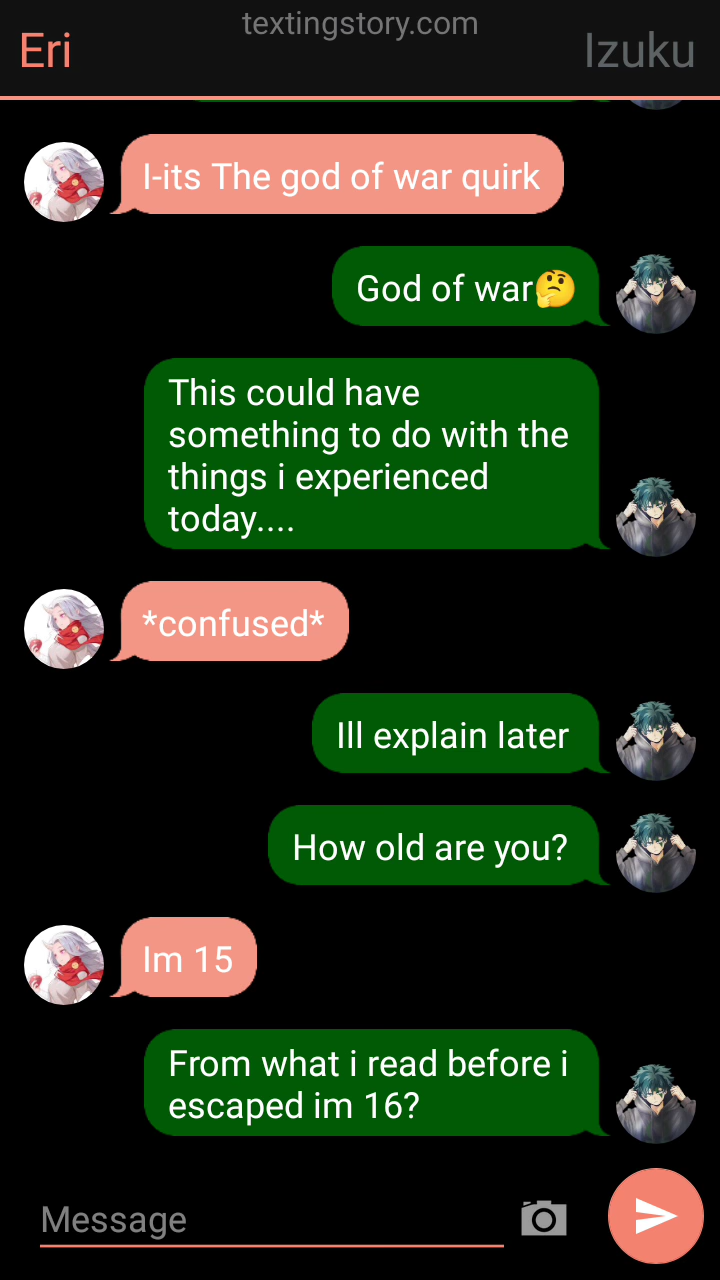 textingstory.com
Eri
Izuku
I-its The god of war quirk
God of war🤔
This could have
something to do with the
things i experienced
today....
*confused*
Ill explain later
How old are you?
Im 15
From what i read before i
escaped im 16?
Message